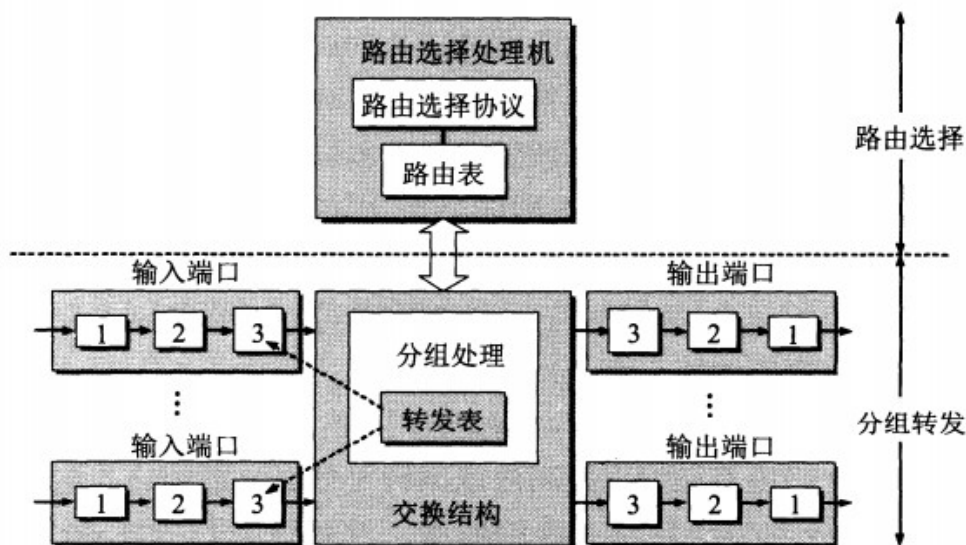 路由选择处理机
路由选择协议
路由表
路由选择
输入端口
输出端口
1 2 3
3 2 1
分组处理
转发表
分组转发
输入端口
输出端口
1 2 3
3 2 1
交换结构